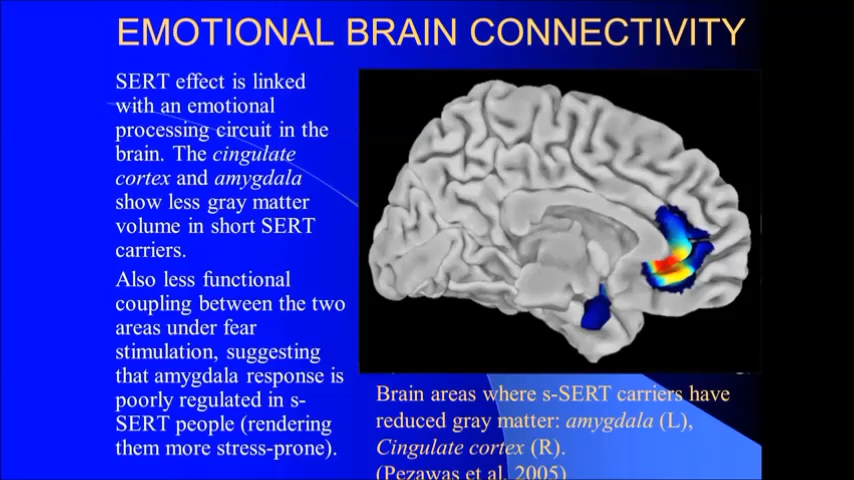 EMOTIONAL BRAIN CONNECTIVITY
SERT effect is linked
with an emotional
processing circuit in the
brain. The cingulate
cortex and amygdala
show less gray matter
volume in short SERT
carriers.
Also less functional
coupling between the two
areas under fear
stimulation, suggesting
that amygdala response is
poorly regulated in s-
SERT people (rendering
them more stress-prone).
Brain areas where s-SERT carriers have
reduced gray matter: amygdala (L),
Cingulate cortex (R).
(Pezawas et al. 2005)